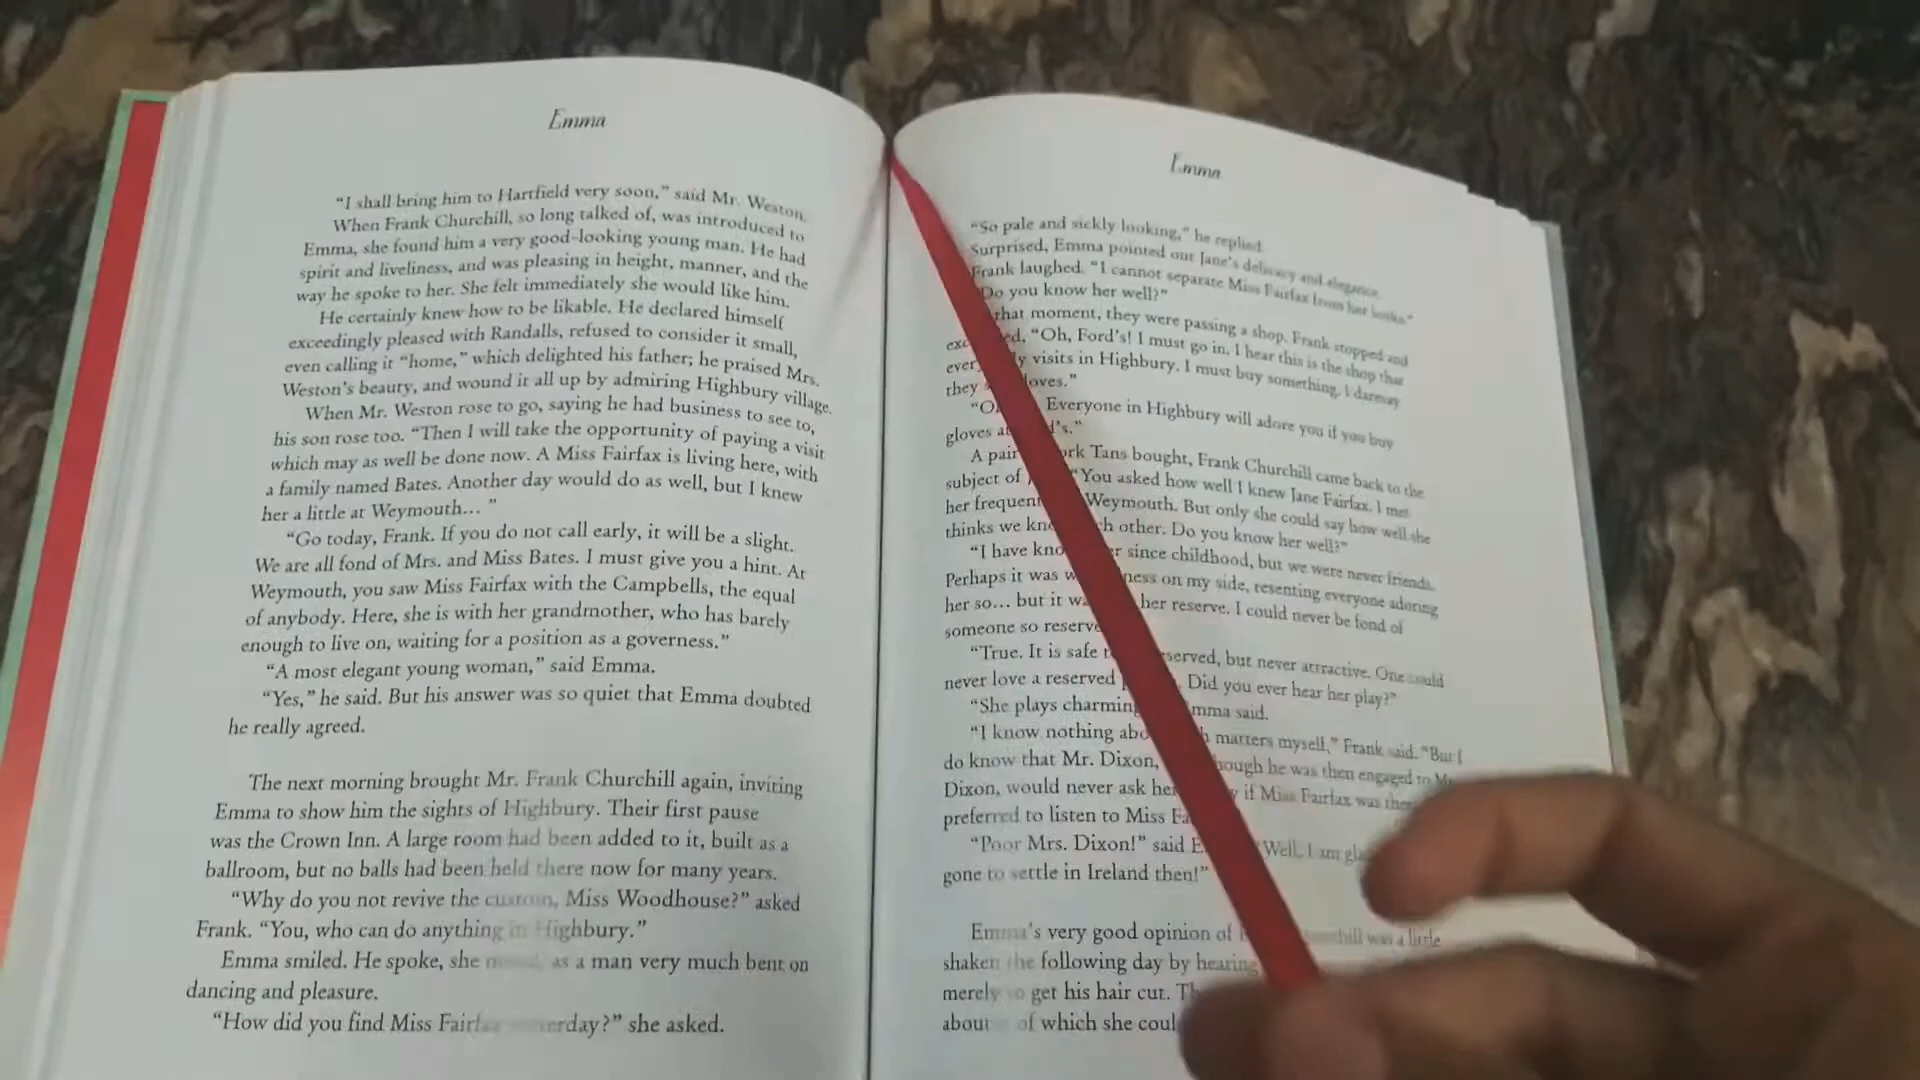 Emma
“I shall bring him to Hartfield very soon,” said Mr. Weston.
When Frank Churchill, so long talked of, was introduced to
Emma, she found him a very good-looking young man. He had
spirit and liveliness, and was pleasing in height, manner, and the
way he spoke to her. She felt immediately she would like him.
He certainly knew how to be likable. He declared himself
exceedingly pleased with Randalls, refused to consider it small,
even calling it “home,” which delighted his father; he praised Mrs.
Weston’s beauty, and wound it all up by admiring Highbury village.
When Mr. Weston rose to go, saying he had business to see to,
his son rose too. “Then I will take the opportunity of paying a visit
which may as well be done now. A Miss Fairfax is living here, with
a family named Bates. Another day would do as well, but I knew
her a little at Weymouth… ”
“Go today, Frank. If you do not call early, it will be a slight.
We are all fond of Mrs. and Miss Bates. I must give you a hint. At
Weymouth, you saw Miss Fairfax with the Campbells, the equal
of anybody. Here, she is with her grandmother, who has barely
enough to live on, waiting for a position as a governess.”
“A most elegant young woman,” said Emma.
“Yes,” he said. But his answer was so quiet that Emma doubted
he really agreed.
The next morning brought Mr. Frank Churchill again, inviting
Emma to show him the sights of Highbury. Their first pause
was the Crown Inn. A large room had been added to it, built as a
ballroom, but no balls had been held there now for many years.
“Why do you not revive the custom, Miss Woodhouse?” asked
Frank. “You, who can do anything in Highbury.”
Emma smiled. He spoke, she as a man very much bent on
dancing and pleasure.
“How did you find Miss Fairfax yesterday?” she asked.
Emma
“So pale and sickly looking,” he replied.
Surprised, Emma pointed out Jane’s delicacy and elegance.
Frank laughed. “I cannot separate Miss Fairfax from her looks.”
“Do you know her well?”
that moment, they were passing a shop. Frank stopped and
“Oh, Ford’s! I must go in. I hear this is the shop that
visits in Highbury. I must buy something. I daresay
they loves.”
Everyone in Highbury will adore you if you buy
gloves at
A pair Tans bought, Frank Churchill came back to the
subject of “You asked how well I knew Jane Fairfax. I met
her Weymouth. But only she could say how well she
thinks we other. Do you know her well?”
“I have since childhood, but we were never friends.
Perhaps it was on my side, resenting everyone adoring
her so… but it her reserve. I could never be fond of
someone so
“True. It is safe but never attractive. One could
never love a reserved Did you ever hear her play?”
“She plays Emma said.
“I know nothing matters myself,” Frank said. “But I
do know that Mr. Dixon, though he was then engaged to
Dixon, would never ask if Miss Fairfax was
preferred to listen to Miss
“Poor Mrs. Dixon!” said “Well, I am
gone to settle in Ireland then!”
Emma’s very good opinion of was a little
shaken the following day by hearing
merely to get his hair cut.
about of which she